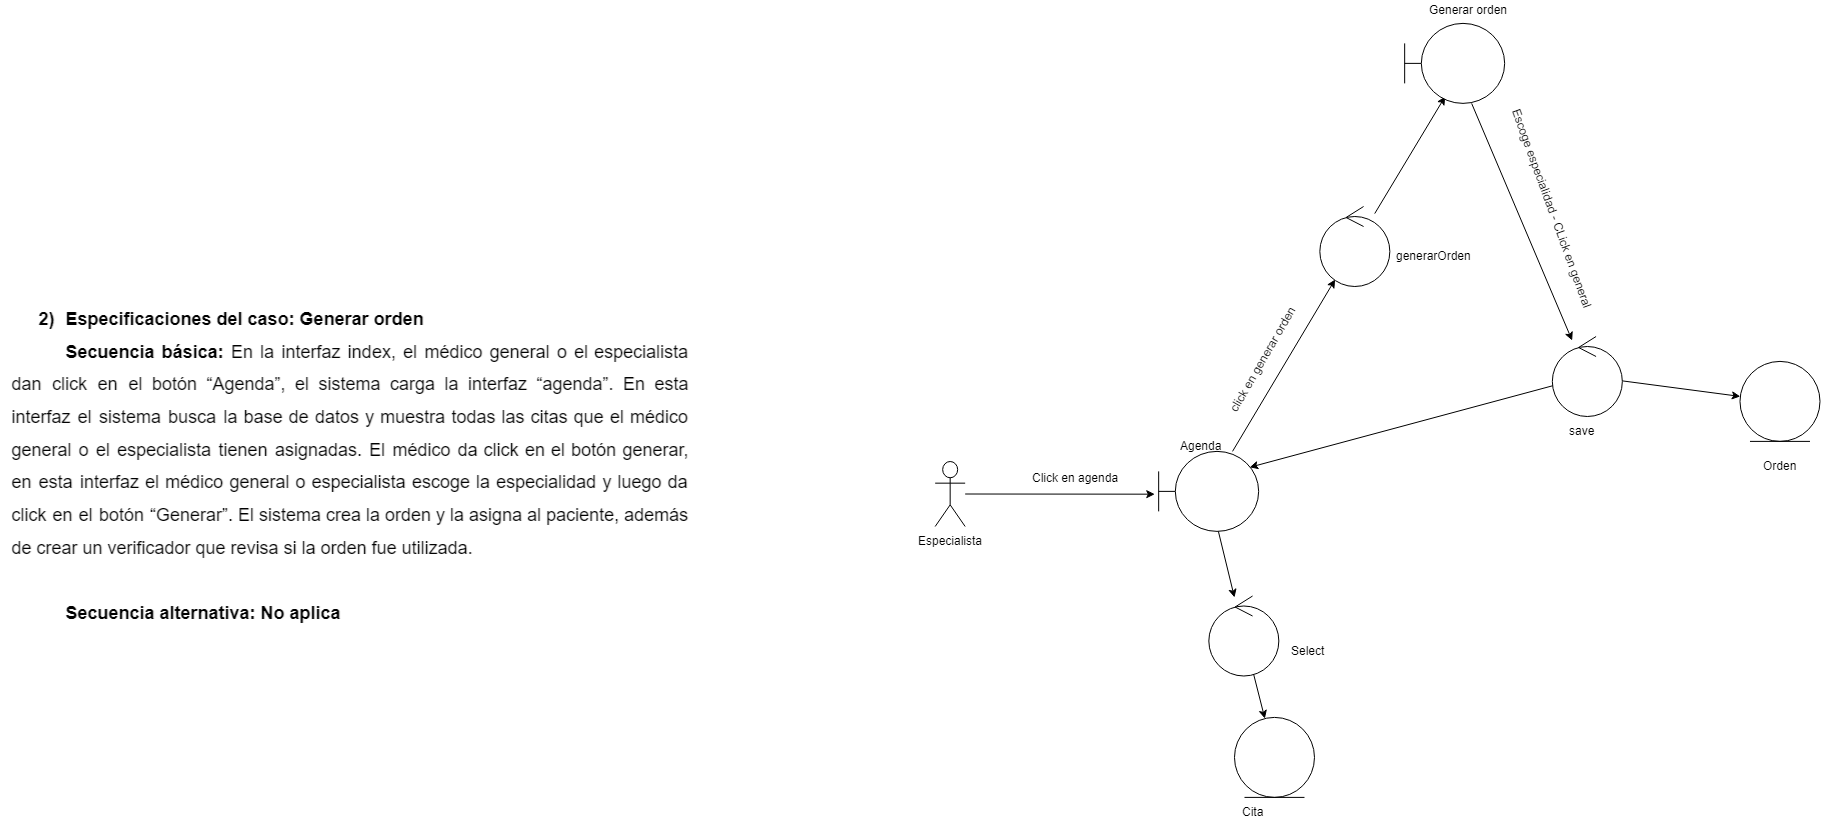 2) Especificaciones del caso: Generar orden
Secuencia básica: En la interfaz index, el médico general o el especialista
dan click en el botón “Agenda”, el sistema carga la interfaz “agenda”. En esta
interfaz el sistema busca la base de datos y muestra todas las citas que el médico
general o el especialista tienen asignadas. El médico da click en el botón generar,
en esta interfaz el médico general o especialista escoge la especialidad y luego da
click en el botón “Generar”. El sistema crea la orden y la asigna al paciente, además
de crear un verificador que revisa si la orden fue utilizada.
Secuencia alternativa: No aplica
Generar orden
Escoge especialidad - CLick en general
generarOrden
click en generar orden
save
Orden
Agenda
Click en agenda
Especialista
Select
Cita